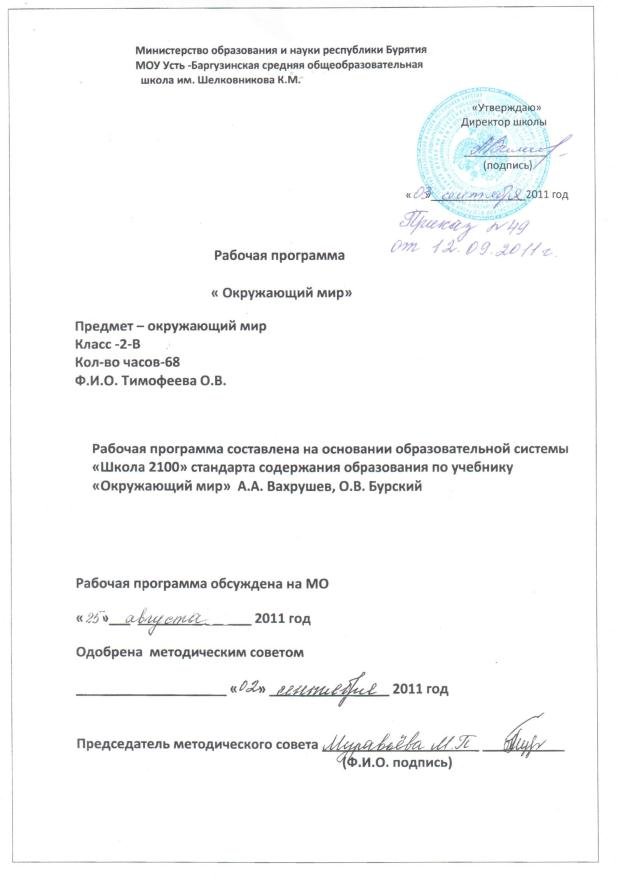 Министерство образования и науки республики Бурятия
МОУ Усть -Баргузинская средняя общеобразовательная
школа им. Шелковникова К.М.
«Утверждаю»
Директор школы
(подпись)
«03» сентября 2011 год
Приказ №49
от 12.09.2011г.
Рабочая программа
« Окружающий мир»
Предмет – окружающий мир
Класс -2-В
Кол-во часов-68
Ф.И.О. Тимофеева О.В.
Рабочая программа составлена на основании образовательной системы
«Школа 2100» стандарта содержания образования по учебнику
«Окружающий мир» А.А. Вахрушев, О.В. Бурский
Рабочая программа обсуждена на МО
«25»___августа______ 2011 год
Одобрена методическим советом
___________________ «02» сентября 2011 год
Председатель методического совета Муравьёва М.П
(Ф.И.О. подпись)